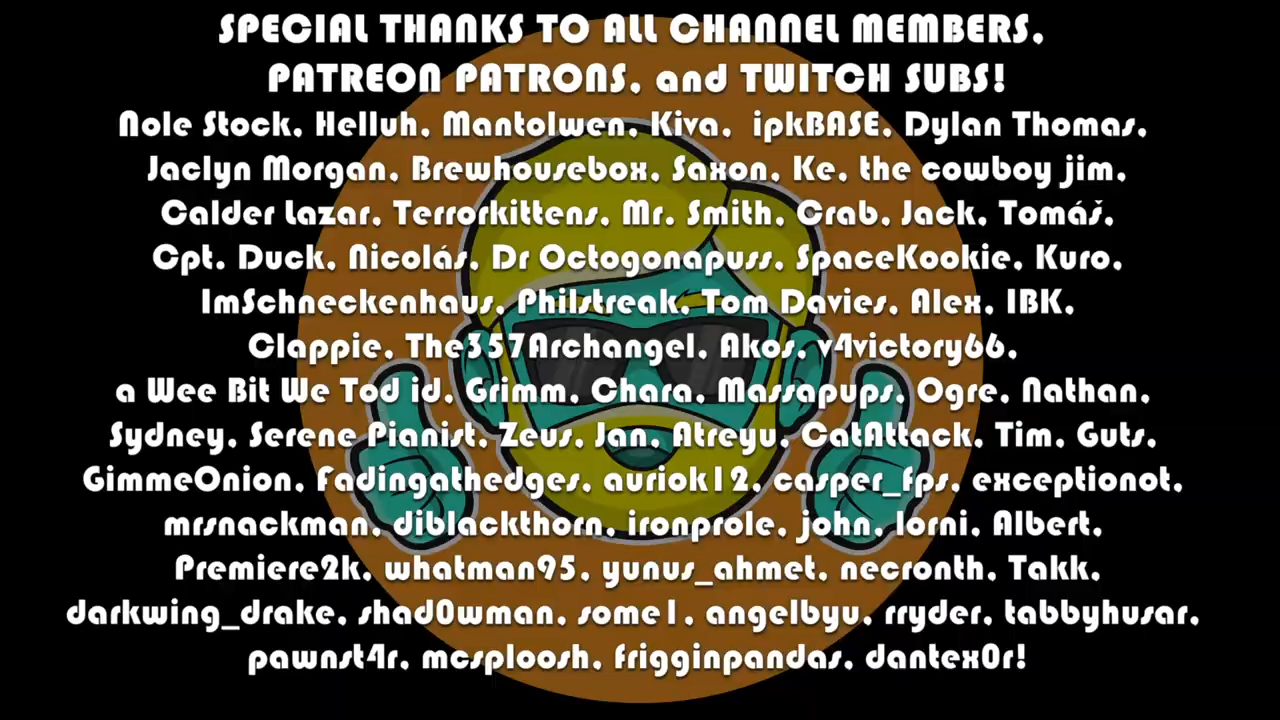 SPECIAL THANKS TO ALL CHANNEL MEMBERS,
PATREON PATRONS, and TWITCH SUBS!
Nole Stock, Helluh, Mantolwen, Kiva, ipkBASE, Dylan Thomas,
Jaclyn Morgan, Brewhousebox, Saxon, Ke, the cowboy jim,
Calder Lazar, Terrorkittens, Mr. Smith, Crab, Jack, Tomáš,
Cpt. Duck, Nicolás, Dr Octogonapuss, SpaceKookie, Kuro,
ImSchneckenhaus, Philstreak, Tom Davies, Alex, IBK,
Clappie, The357Archangel, Akos, v4victory66,
a Wee Bit We Tod id, Grimm, Chara, Massapups, Ogre, Nathan,
Sydney, Serene Pianist, Zeus, Jan, Atreyu, CatAttack, Tim, Guts,
GimmeOnion, Fadingathedges, auriok12, casper_fps, exceptionot,
mrsnackman, diblackthorn, ironprole, john, lorni, Albert,
Premiere2k, whatman95, yunus_ahmet, necronth, Takk,
darkwing_drake, shad0wman, some1, angelbyu, rryder, tabbyhusar,
pawnst4r, mcsploosh, frigginpandas, dantex0r!